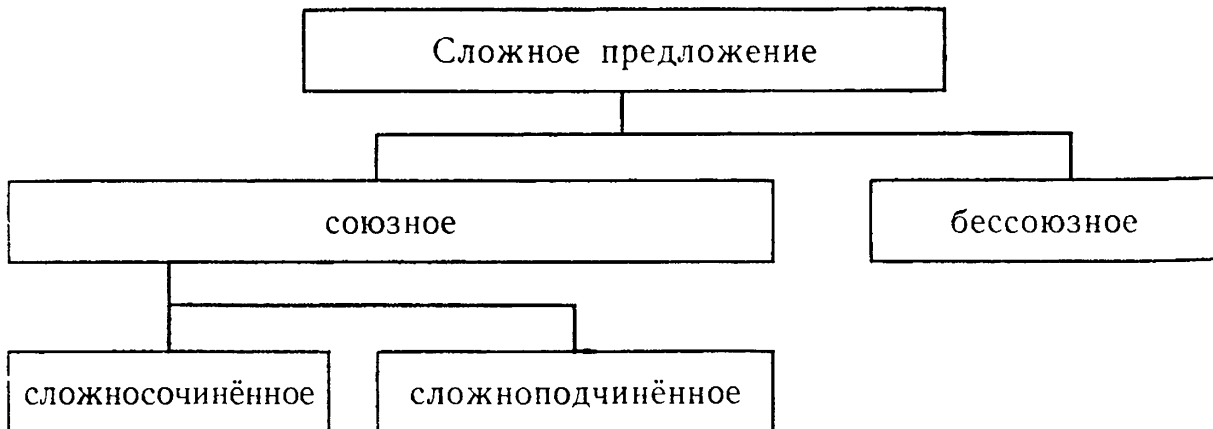 Сложное предложение
союзное
бессоюзное
сложносочинённое
сложноподчинённое